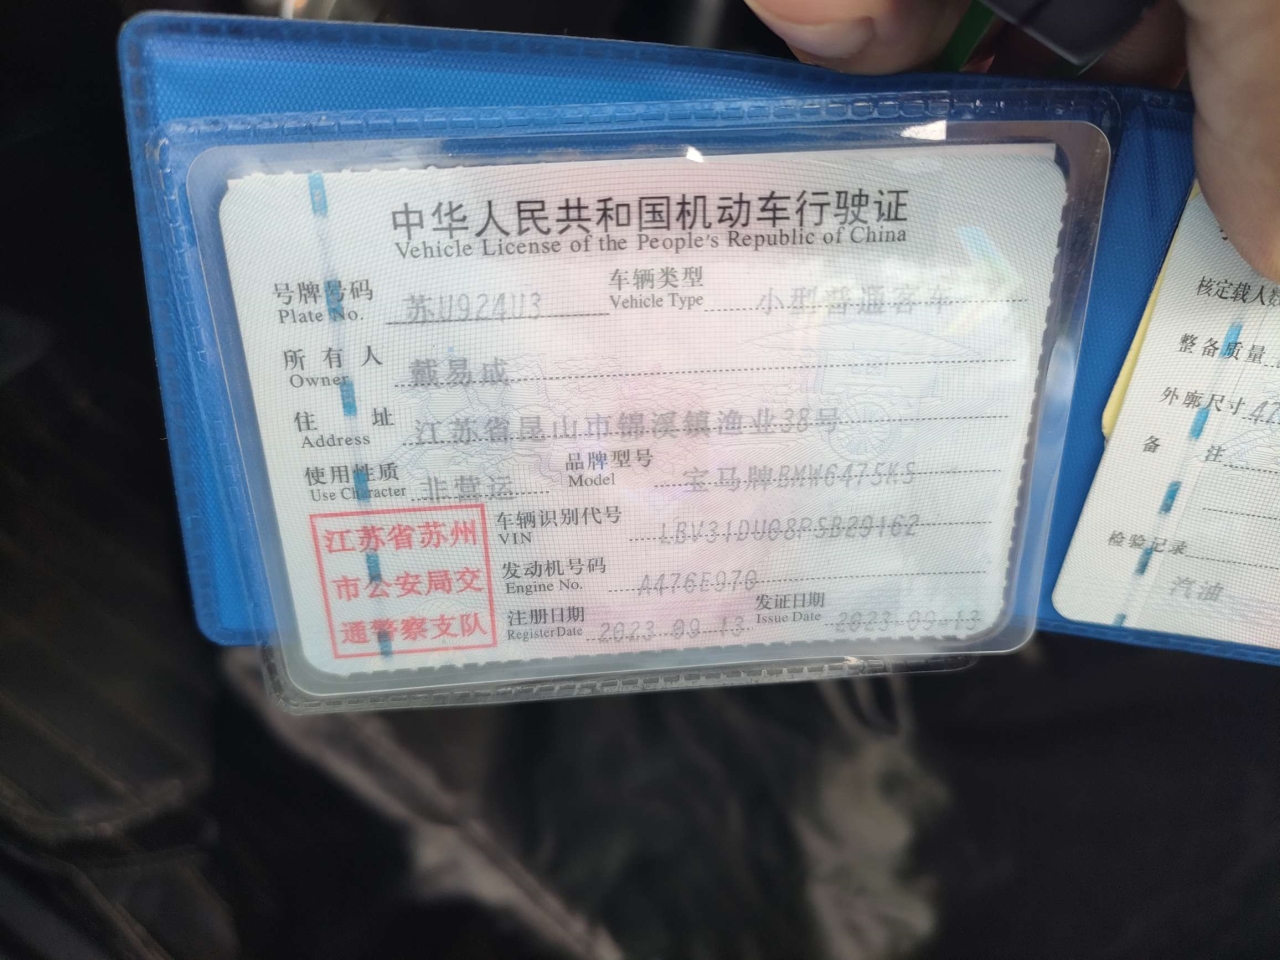 中华人民共和国机动车行驶证
Vehicle License of the People's Republic of China
号牌号码 苏U924U3 车辆类型 小型普通客车
Plate No. Vehicle Type
所有人 戴易成
Owner
住址 江苏省昆山市锦溪镇渔业38号
Address
使用性质 非营运 品牌型号 宝马牌BMW6475KS
Use Character Model
江苏省苏州
市公安局交
通警察支队
车辆识别代号 LBV31DU08PSB29162
VIN
发动机号码 A476E970
Engine No.
注册日期 2023-09-13 发证日期 2023-09-13
Register Date Issue Date
核定载人数
整备质量
外廓尺寸
备注
检验记录
汽油